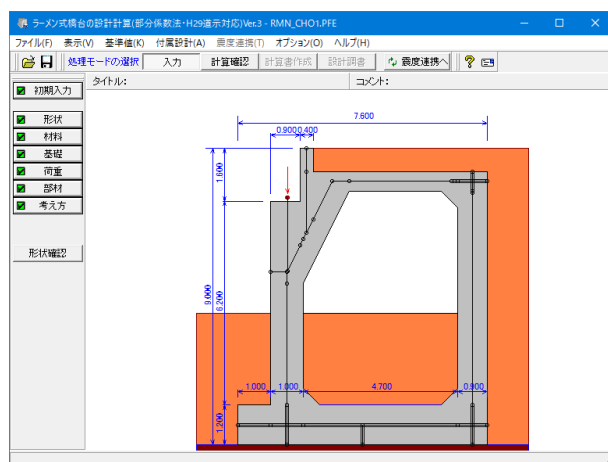 ラーメン式橋台の設計計算(部分係数法・H29道示対応)Ver.3 - RMN_CHO1.PFE
ファイル(F) 表示(V) 基準値(K) 付属設計(A) 震度連携(T) オプション(O) ヘルプ(H)
処理モードの選択 入力 計算確認 計算書作成 設計調書 震度連携へ
初期入力 タイトル: コメント:
形状
材料
基礎
荷重
部材
考え方
形状確認
7.600
0.900 0.400
1.600
9.000
6.200
1.000 1.000 4.700 0.900
1.200